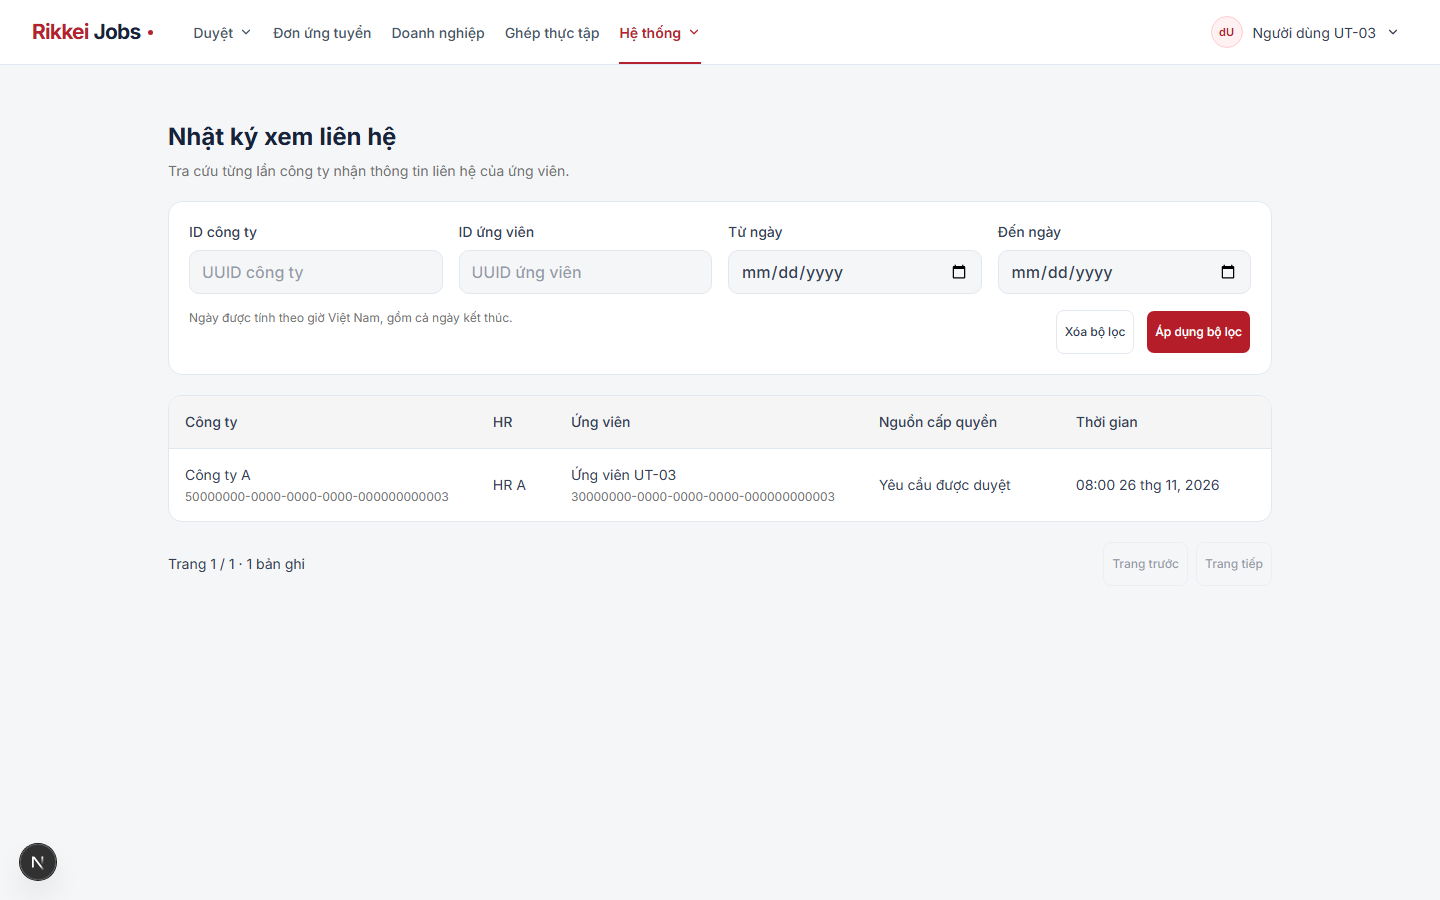 Rikkei Jobs
Duyệt
Đơn ứng tuyển
Doanh nghiệp
Ghép thực tập
Hệ thống
dU
Người dùng UT-03
Nhật ký xem liên hệ
Tra cứu từng lần công ty nhận thông tin liên hệ của ứng viên.
ID công ty
ID ứng viên
Từ ngày
Đến ngày
UUID công ty
UUID ứng viên
mm/dd/yyyy
mm/dd/yyyy
Ngày được tính theo giờ Việt Nam, gồm cả ngày kết thúc.
Xóa bộ lọc
Áp dụng bộ lọc
Công ty
HR
Ứng viên
Nguồn cấp quyền
Thời gian
Công ty A
50000000-0000-0000-0000-000000000003
HR A
Ứng viên UT-03
30000000-0000-0000-0000-000000000003
Yêu cầu được duyệt
08:00 26 thg 11, 2026
Trang 1 / 1 · 1 bản ghi
Trang trước
Trang tiếp
N